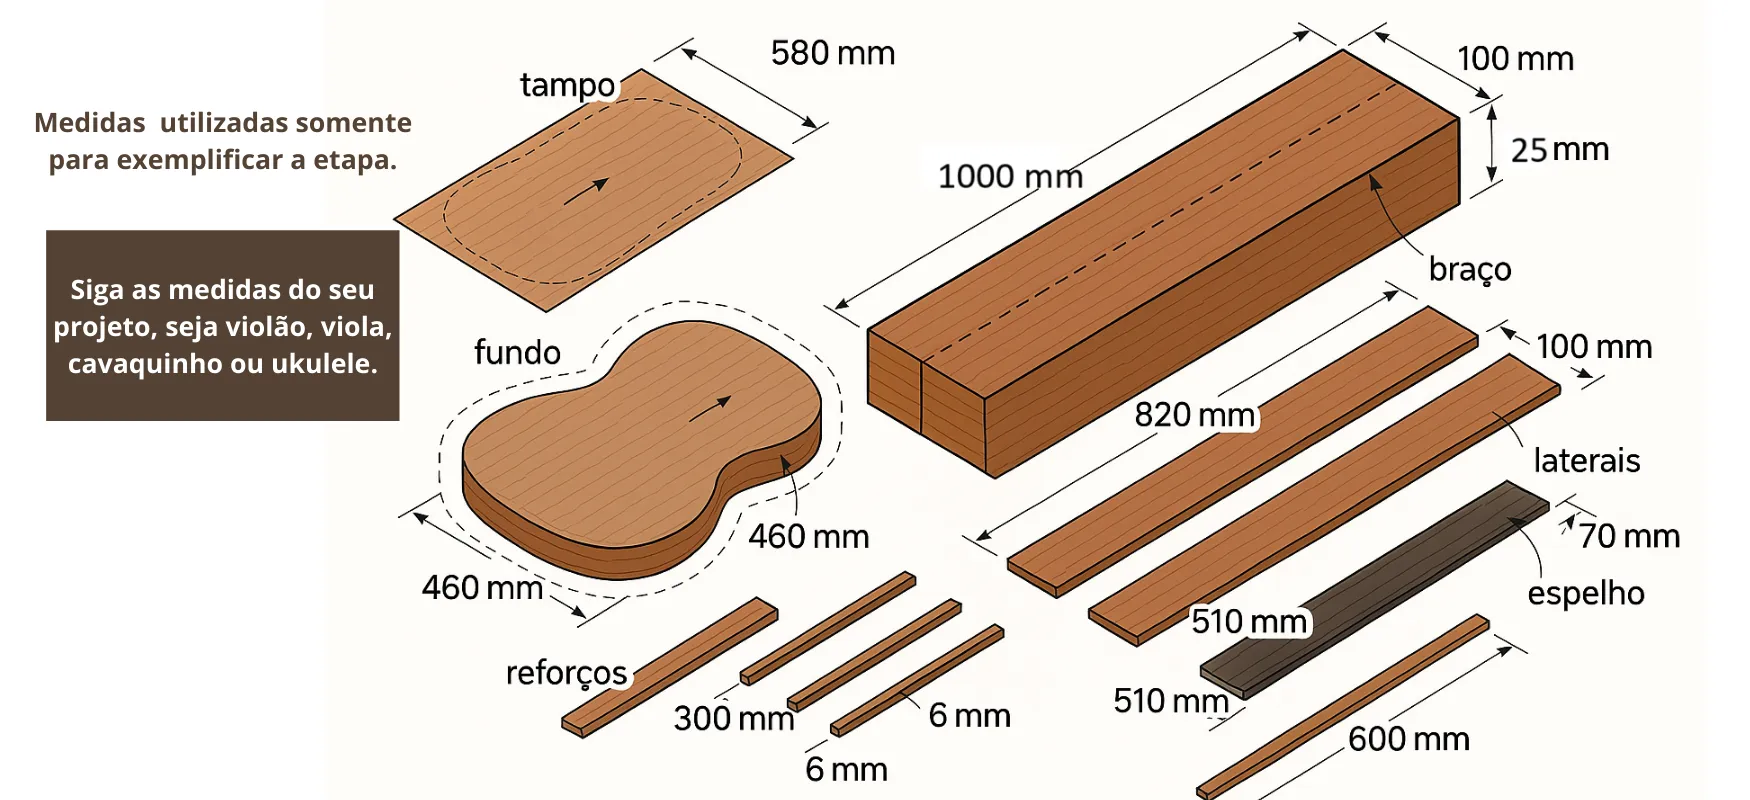 Medidas utilizadas somente
para exemplificar a etapa.
Siga as medidas do seu
projeto, seja violão, viola,
cavaquinho ou ukulele.
tampo
580 mm
fundo
460 mm
460 mm
reforços
300 mm
6 mm
6 mm
1000 mm
100 mm
25 mm
braço
820 mm
100 mm
laterais
510 mm
70 mm
espelho
510 mm
600 mm